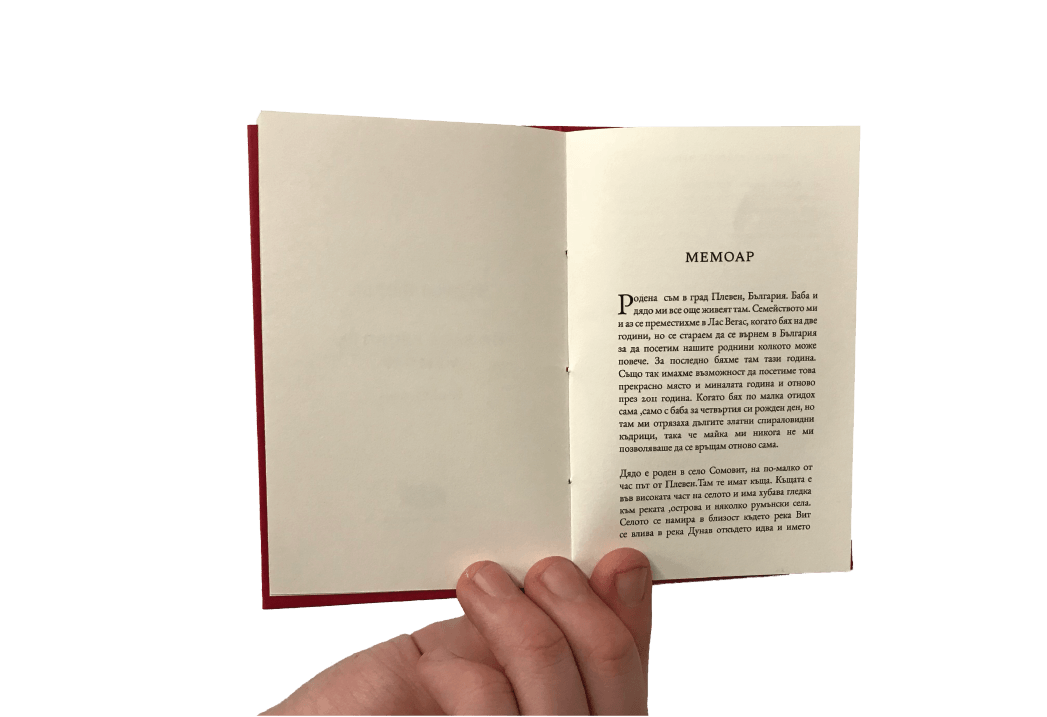 МЕМОАР
Родена съм в град Плевен, България. Баба и
дядо ми все още живеят там. Семейството ми
и аз се преместихме в Лас Вегас, когато бях на две
години, но се стараем да се върнем в България
за да посетим нашите роднини колкото може
повече. За последно бяхме там тази година.
Също так имахме възможност да посетиме това
прекрасно място и миналата година и отново
през 2011 година. Когато бях по малка отидох
сама ,само с баба за четвъртия си рожден ден, но
там ми отрязаха дългите златни спираловидни
къдрици, така че майка ми никога не ми
позволяваше да се връщам отново сама.
Дядо е роден в село Сомовит, на по-малко от
час път от Плевен.Там те имат къща. Къщата е
във високата част на селото и има хубава гледка
към реката ,острова и няколко румънски села.
Селото се намира в близост където река Вит
се влива в река Дунав откъдето идва и името